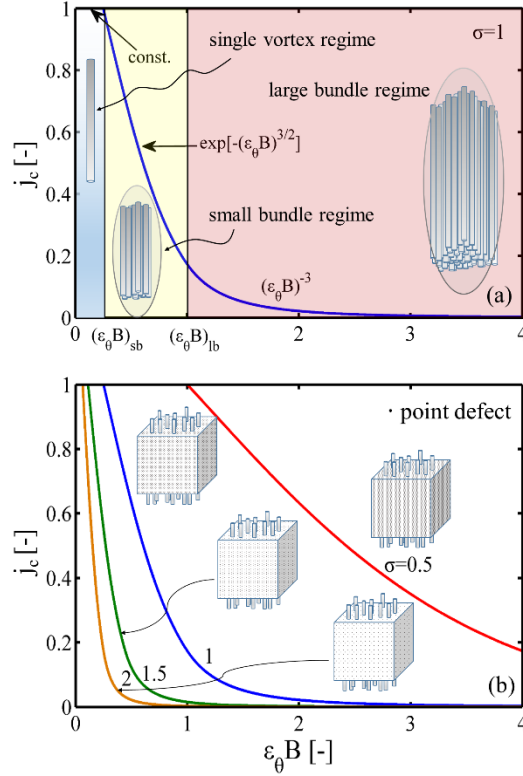 1
σ=1
single vortex regime
const.
0.8
large bundle regime
0.6
exp[-(ε_θB)^{3/2}]
j_c [-]
0.4
small bundle regime
0.2
(ε_θB)^{-3}
(a)
0
0
(ε_θB)_{sb}
(ε_θB)_{lb}
2
3
4
1
· point defect
0.8
0.6
j_c [-]
σ=0.5
0.4
0.2
2
1.5
1
(b)
0
0
1
2
3
4
ε_θB [-]